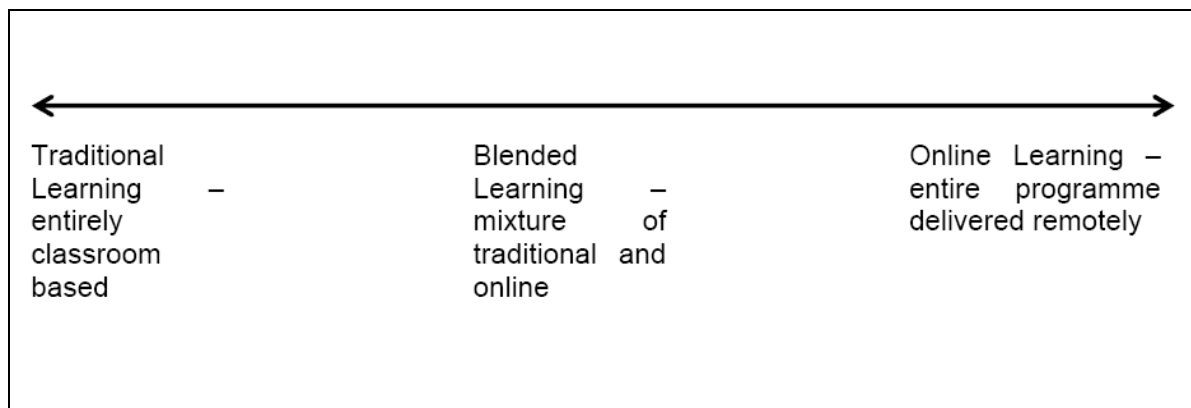 Traditional
Learning –
entirely
classroom
based
Blended
Learning –
mixture of
traditional and
online
Online Learning –
entire programme
delivered remotely